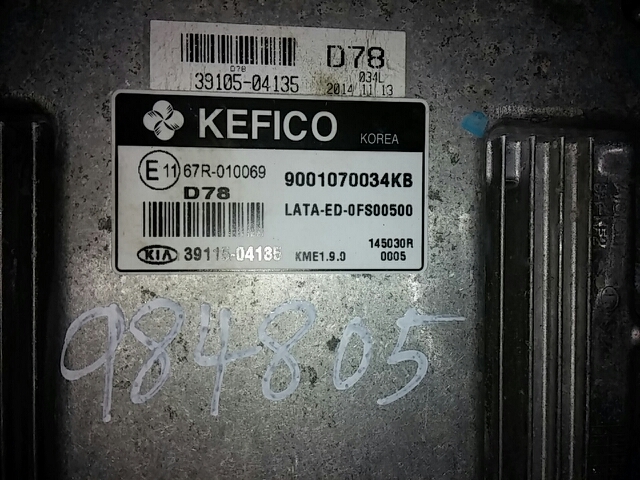 D78
D78
034L
39105-04135
2014 11 13
KEFICO
KOREA
E 11 67R-010069
9001070034KB
D78
LATA-ED-0FS00500
145030R
KIA 39115-04135
KME1.9.0
0005
984805